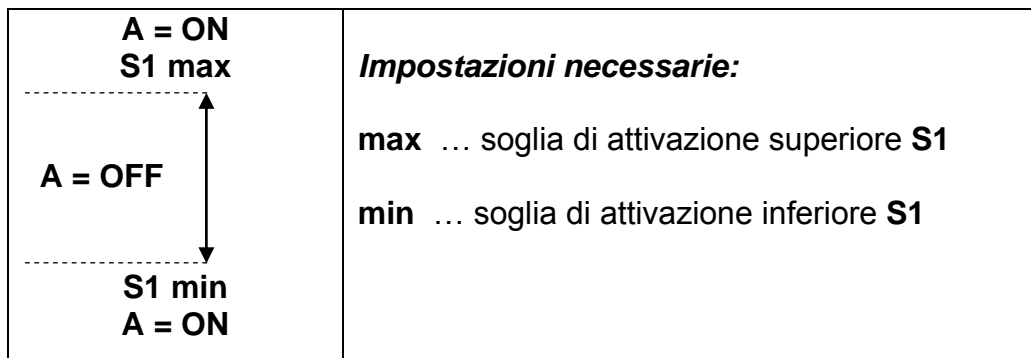 A = ON
S1 max
A = OFF
S1 min
A = ON
Impostazioni necessarie:
max … soglia di attivazione superiore S1
min … soglia di attivazione inferiore S1